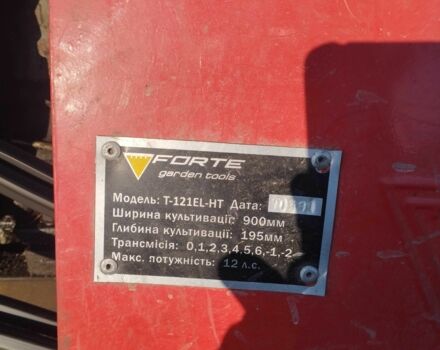 FORTE
garden tools
Модель: T-121EL-HT Дата:
Ширина культивації: 900мм
Глибина культивації: 195мм
Трансмісія: 0,1,2,3,4,5,6,-1,-2
Макс. потужність: 12 л.с.